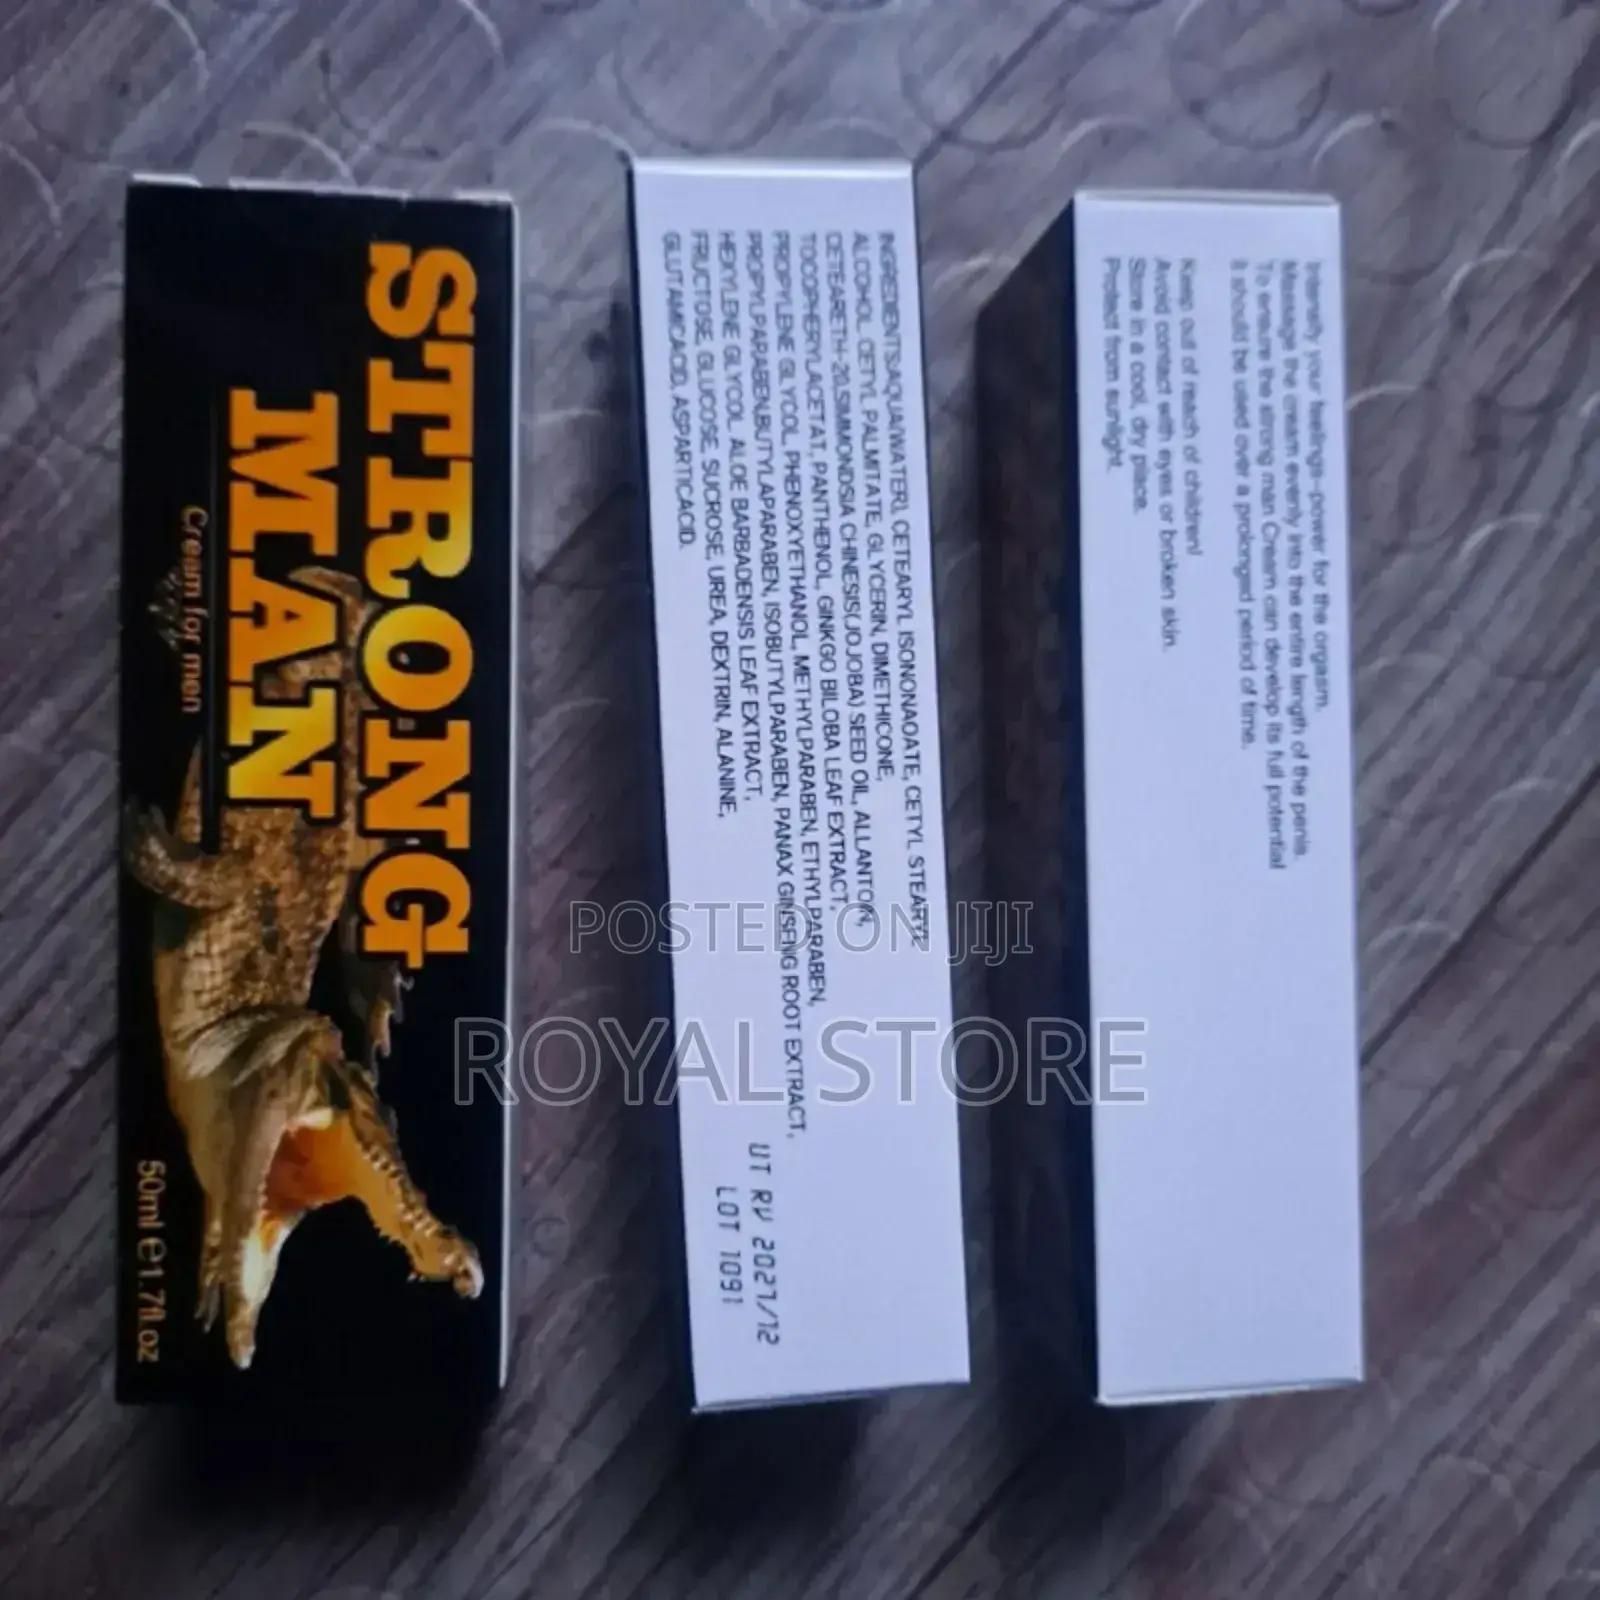 STRONG
MAN
Cream for men
50ml e1.7fl.oz
INGREDIENTS:AQUA(WATER), CETEARYL ISONONAOATE, CETYL STEARYL
ALCOHOL, CETYL PALMITATE, GLYCERIN, DIMETHICONE,
CETEARETH-20,SIMMONDSIA CHINESIS(JOJOBA) SEED OIL, ALLANTOIN,
TOCOPHERYLACETAT, PANTHENOL, GINKGO BILOBA LEAF EXTRACT,
PROPYLENE GLYCOL, PHENOXYETHANOL, METHYLPARABEN, ETHYLPARABEN,
PROPYLPARABEN,BUTYLAPARABEN, ISOBUTYLPARABEN, PANAX GINSENG ROOT EXTRACT,
HEXYLENE GLYCOL, ALOE BARBADENSIS LEAF EXTRACT,
FRUCTOSE, GLUCOSE, SUCROSE, UREA, DEXTRIN, ALANINE,
GLUTAMICACID, ASPARTICACID.
UT RV 2027/12
LOT 1091
Intensify your feelings-power for the orgasm.
Massage the cream evenly into the entire length of the penis.
To ensure the strong man Cream can develop its full potential
it should be used over a prolonged period of time.
Keep out of reach of children!
Avoid contact with eyes or broken skin.
Store in a cool, dry place.
Protect from sunlight.
POSTED ON JIJI
ROYAL STORE